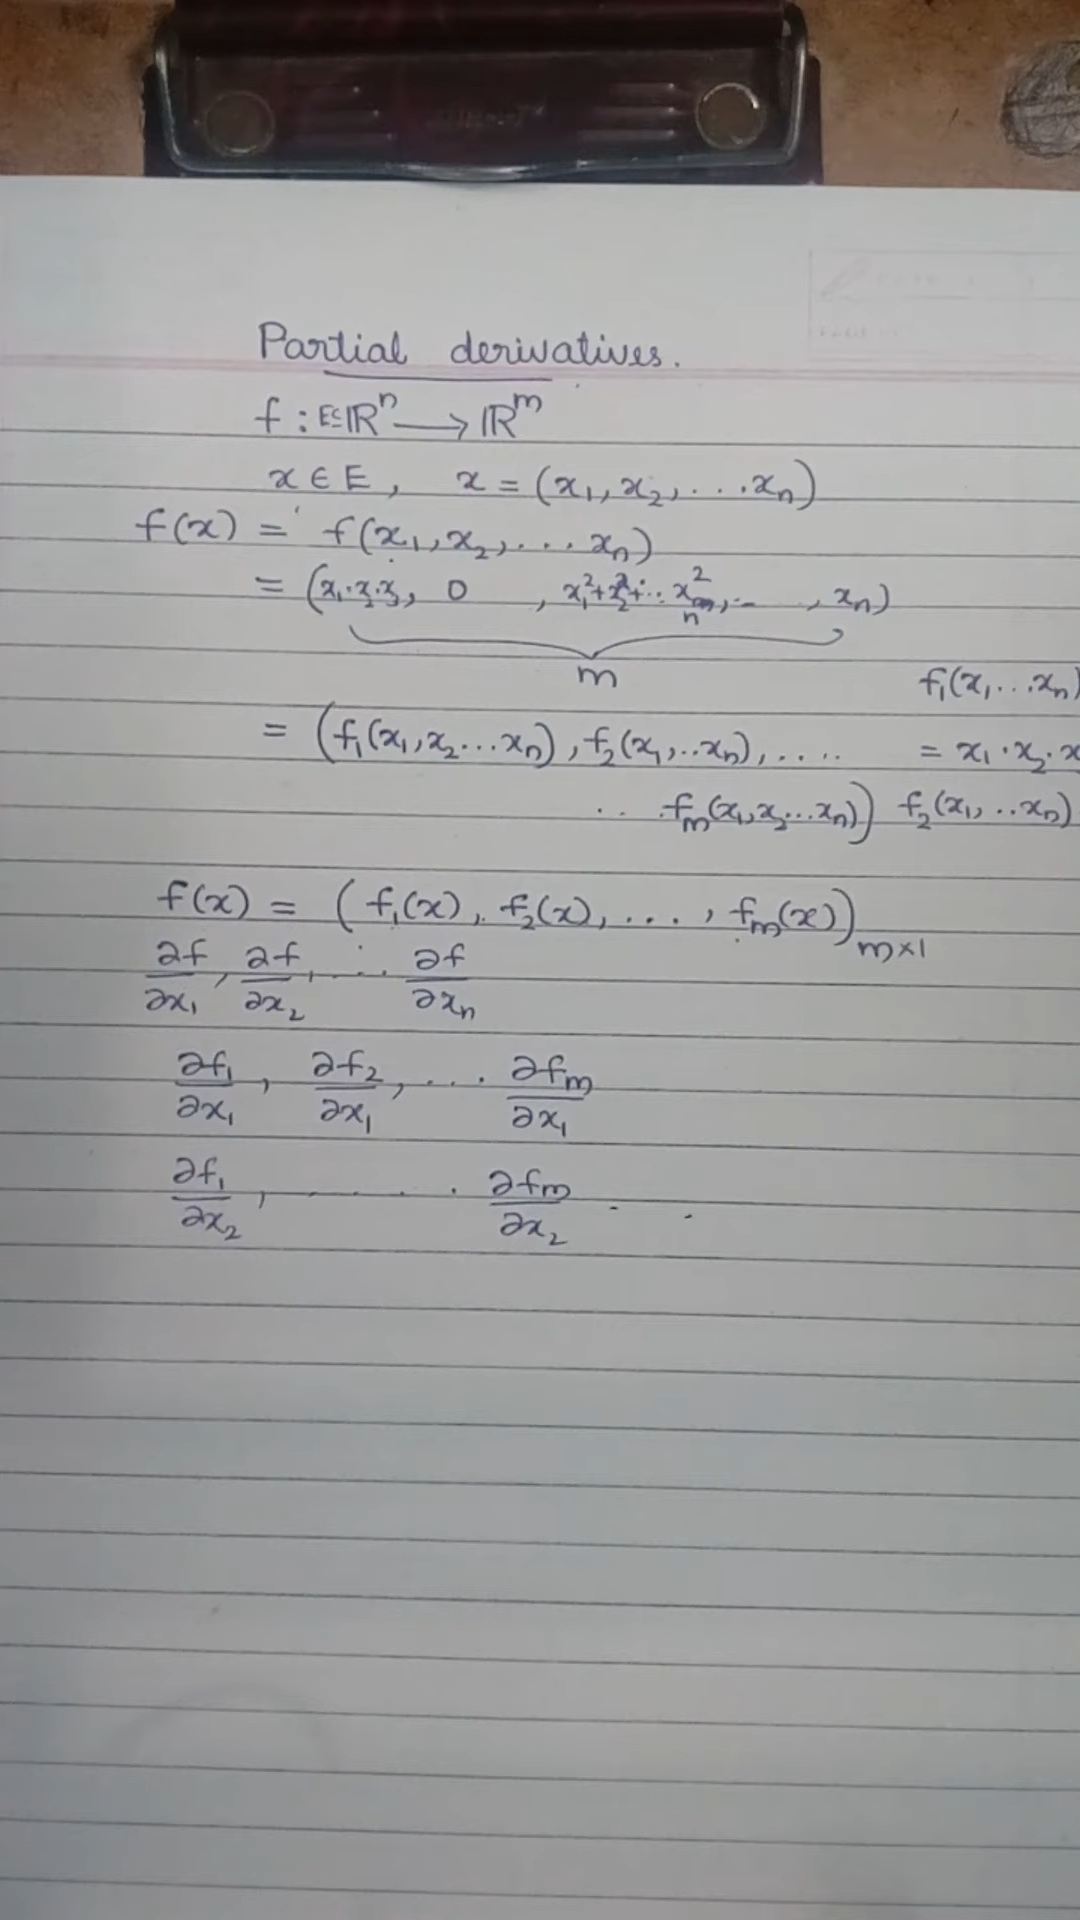 Partial derivatives.
f : E⊆ℝⁿ ⟶ ℝᵐ
x ∈ E, x = (x₁, x₂, ... xₙ)
f(x) = f(x₁, x₂, ... xₙ)
= (x₁·x₂·x₃, 0 , x₁²+x₂²+.. xₙ², .. , xₙ)
m
f₁(x₁...xₙ)
= (f₁(x₁, x₂...xₙ), f₂(x₁,..xₙ), ....
= x₁·x₂·x
.. .fₘ(x₁, x₂...xₙ))
f₂(x₁, ..xₙ)
f(x) = (f₁(x), f₂(x), ..., fₘ(x))ₘₓ₁
∂f/∂x₁, ∂f/∂x₂, ... ∂f/∂xₙ
∂f₁/∂x₁, ∂f₂/∂x₁, ... ∂fₘ/∂x₁
∂f₁/∂x₂, ..... ∂fₘ/∂x₂ . .